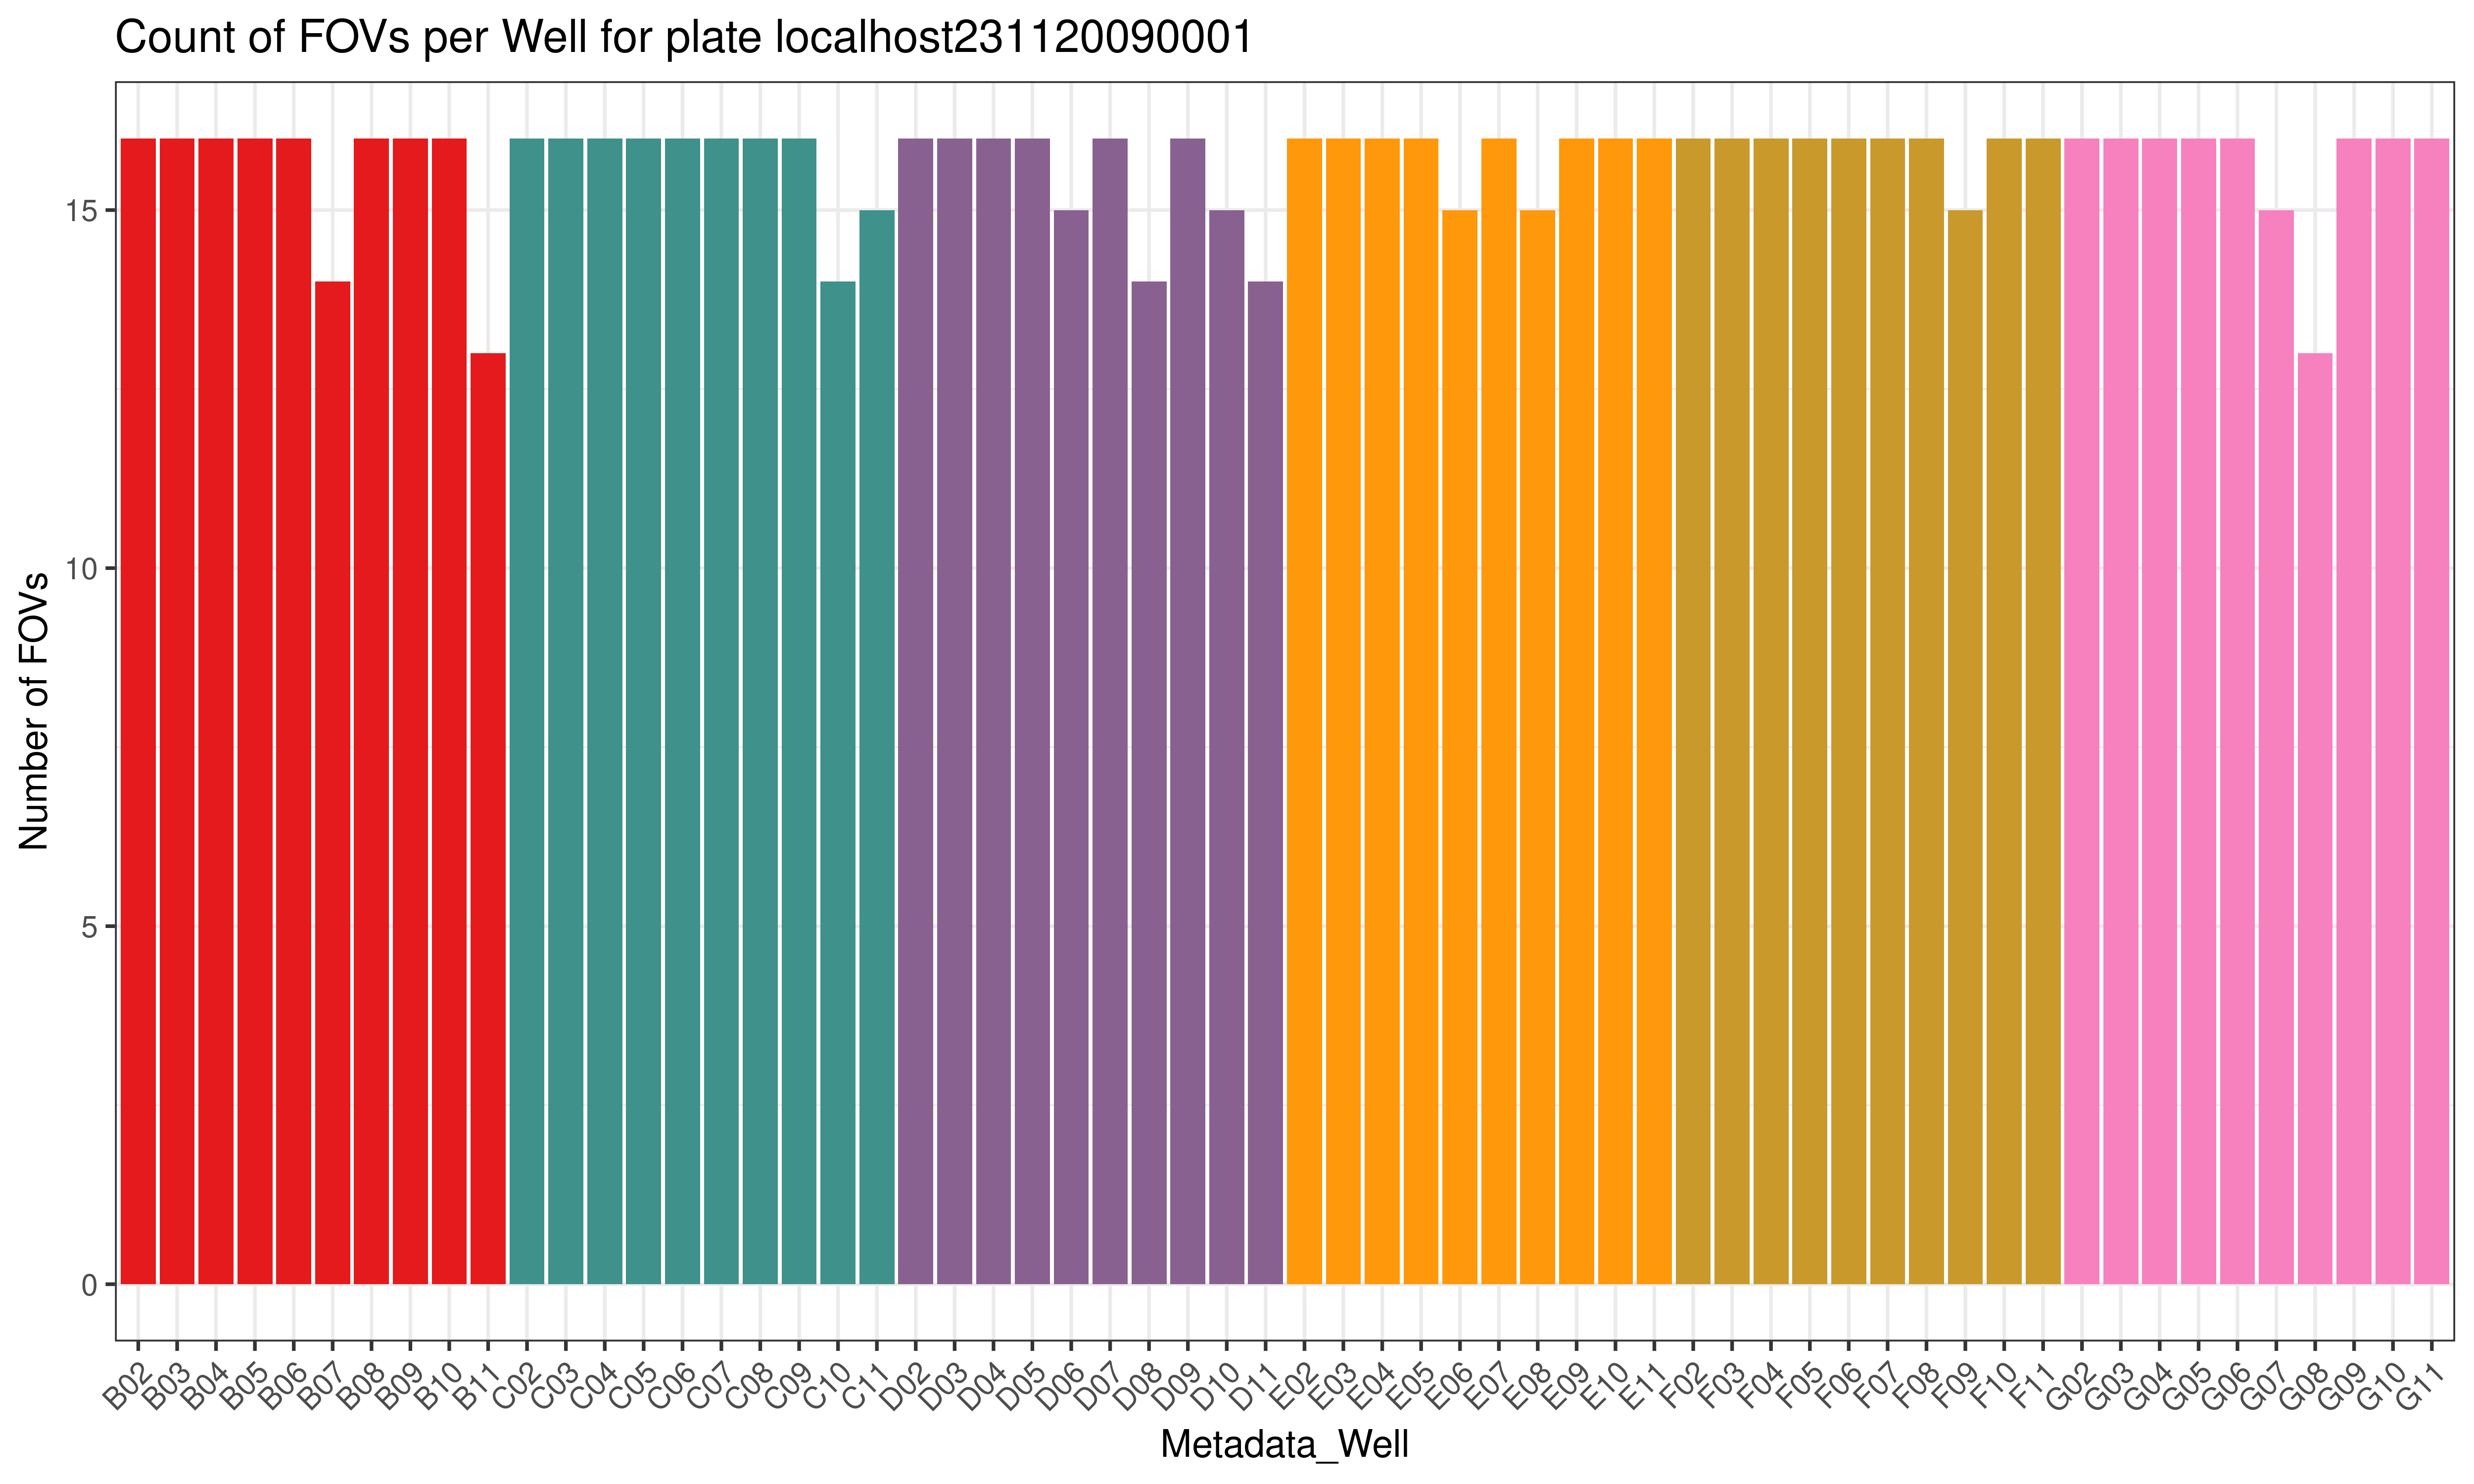 Count of FOVs per Well for plate localhost231120090001
Number of FOVs
15
10
5
0
B02 B03 B04 B05 B06 B07 B08 B09 B10 B11 C02 C03 C04 C05 C06 C07 C08 C09 C10 C11 D02 D03 D04 D05 D06 D07 D08 D09 D10 D11 E02 E03 E04 E05 E06 E07 E08 E09 E10 E11 F02 F03 F04 F05 F06 F07 F08 F09 F10 F11 G02 G03 G04 G05 G06 G07 G08 G09 G10 G11
Metadata_Well